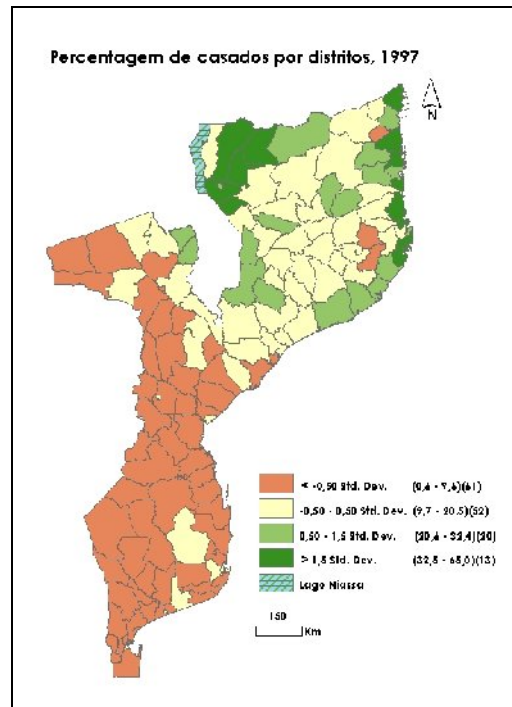 Percentagem de casados por distritos, 1997
N
< -0,50 Std. Dev. (0,6 - 9,6)(61)
-0,50 - 0,50 Std. Dev. (9,7 - 20,5)(52)
0,50 - 1,5 Std. Dev. (20,6 - 32,4)(20)
> 1,5 Std. Dev. (32,5 - 65,0)(13)
Lago Niassa
150
Km